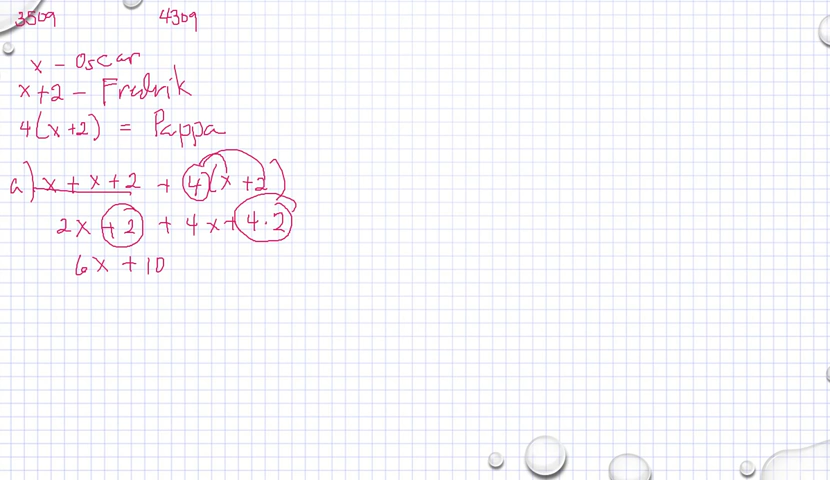 3509 4309
x - Oscar
x+2 - Fredrik
4(x+2) = Pappa
a) x + x + 2 + 4(x + 2)
2x + 2 + 4x + 4·2
6x + 10